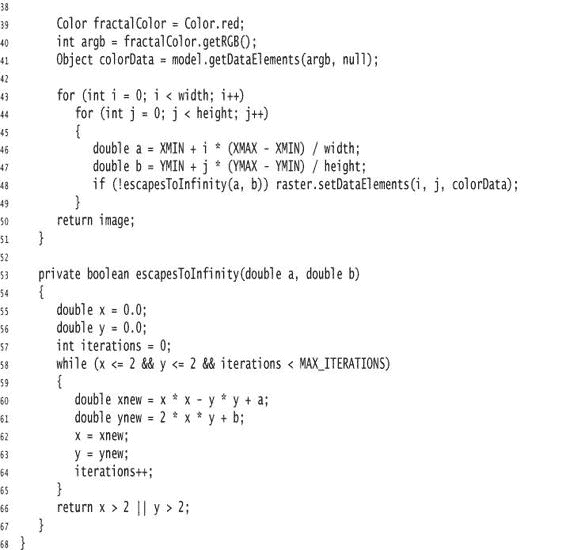 38
39 Color fractalColor = Color.red;
40 int argb = fractalColor.getRGB();
41 Object colorData = model.getDataElements(argb, null);
42
43 for (int i = 0; i < width; i++)
44 for (int j = 0; j < height; j++)
45 {
46 double a = XMIN + i * (XMAX - XMIN) / width;
47 double b = YMIN + j * (YMAX - YMIN) / height;
48 if (!escapesToInfinity(a, b)) raster.setDataElements(i, j, colorData);
49 }
50 return image;
51 }
52
53 private boolean escapesToInfinity(double a, double b)
54 {
55 double x = 0.0;
56 double y = 0.0;
57 int iterations = 0;
58 while (x <= 2 && y <= 2 && iterations < MAX_ITERATIONS)
59 {
60 double xnew = x * x - y * y + a;
61 double ynew = 2 * x * y + b;
62 x = xnew;
63 y = ynew;
64 iterations++;
65 }
66 return x > 2 || y > 2;
67 }
68 }